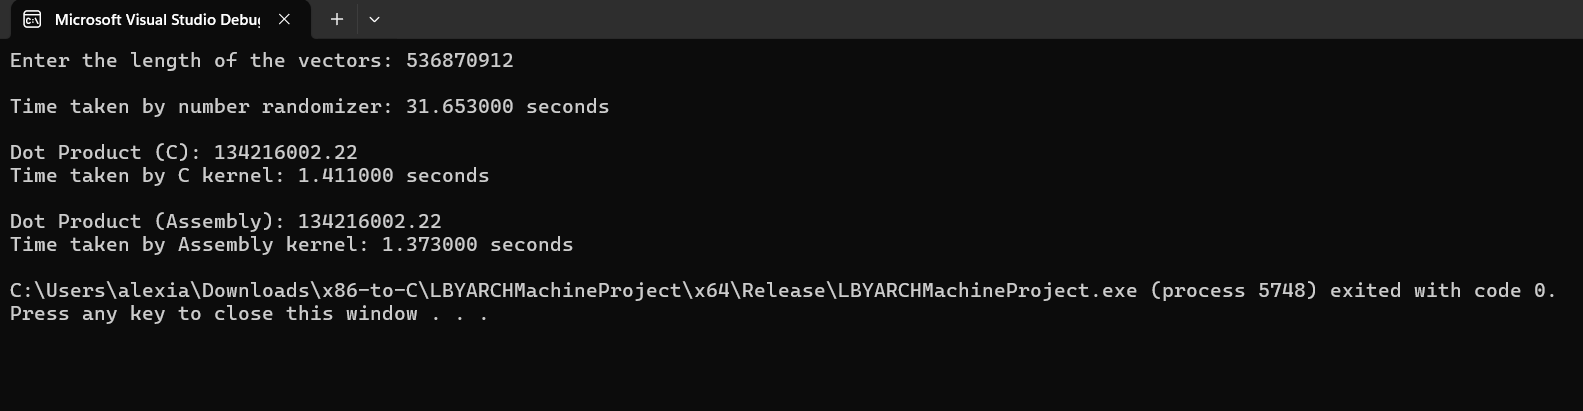 Microsoft Visual Studio Debug
Enter the length of the vectors: 536870912
Time taken by number randomizer: 31.653000 seconds
Dot Product (C): 134216002.22
Time taken by C kernel: 1.411000 seconds
Dot Product (Assembly): 134216002.22
Time taken by Assembly kernel: 1.373000 seconds
C:\Users\alexia\Downloads\x86-to-C\LBYARCHMachineProject\x64\Release\LBYARCHMachineProject.exe (process 5748) exited with code 0.
Press any key to close this window . . .